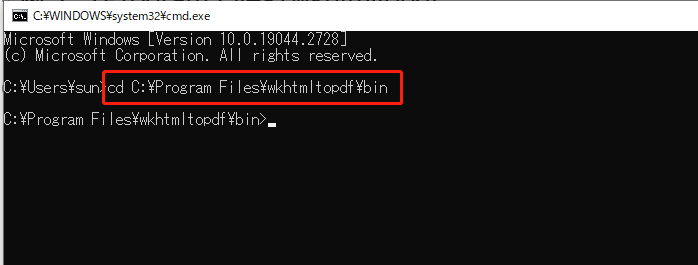 C:¥WINDOWS¥system32¥cmd.exe
Microsoft Windows [Version 10.0.19044.2728]
(c) Microsoft Corporation. All rights reserved.
C:¥Users¥sun>cd C:¥Program Files¥wkhtmltopdf¥bin
C:¥Program Files¥wkhtmltopdf¥bin>